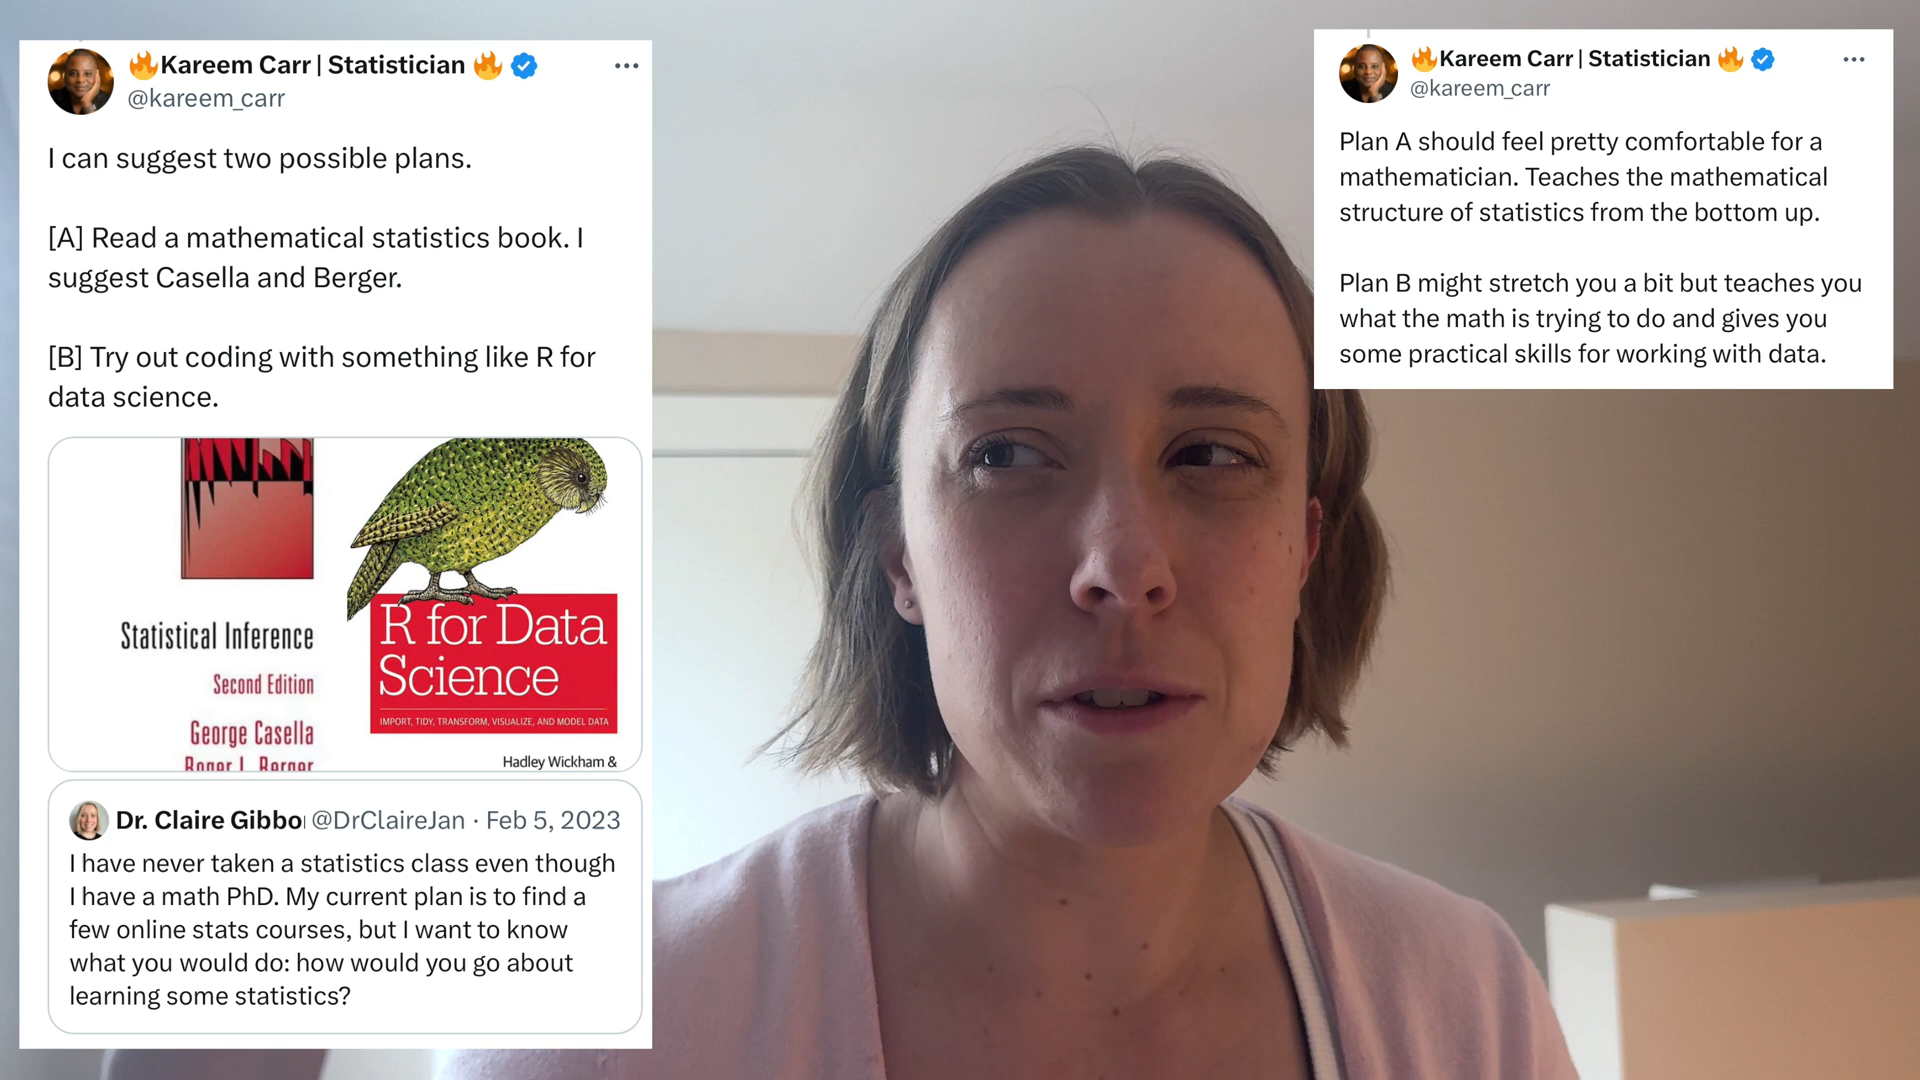 🔥Kareem Carr | Statistician 🔥
@kareem_carr
I can suggest two possible plans.
[A] Read a mathematical statistics book. I
suggest Casella and Berger.
[B] Try out coding with something like R for
data science.
Statistical Inference
Second Edition
George Casella
Roger L. Berger
R for Data
Science
IMPORT, TIDY, TRANSFORM, VISUALIZE, AND MODEL DATA
Hadley Wickham &
Dr. Claire Gibbo @DrClaireJan · Feb 5, 2023
I have never taken a statistics class even though
I have a math PhD. My current plan is to find a
few online stats courses, but I want to know
what you would do: how would you go about
learning some statistics?
🔥Kareem Carr | Statistician 🔥
@kareem_carr
Plan A should feel pretty comfortable for a
mathematician. Teaches the mathematical
structure of statistics from the bottom up.
Plan B might stretch you a bit but teaches you
what the math is trying to do and gives you
some practical skills for working with data.